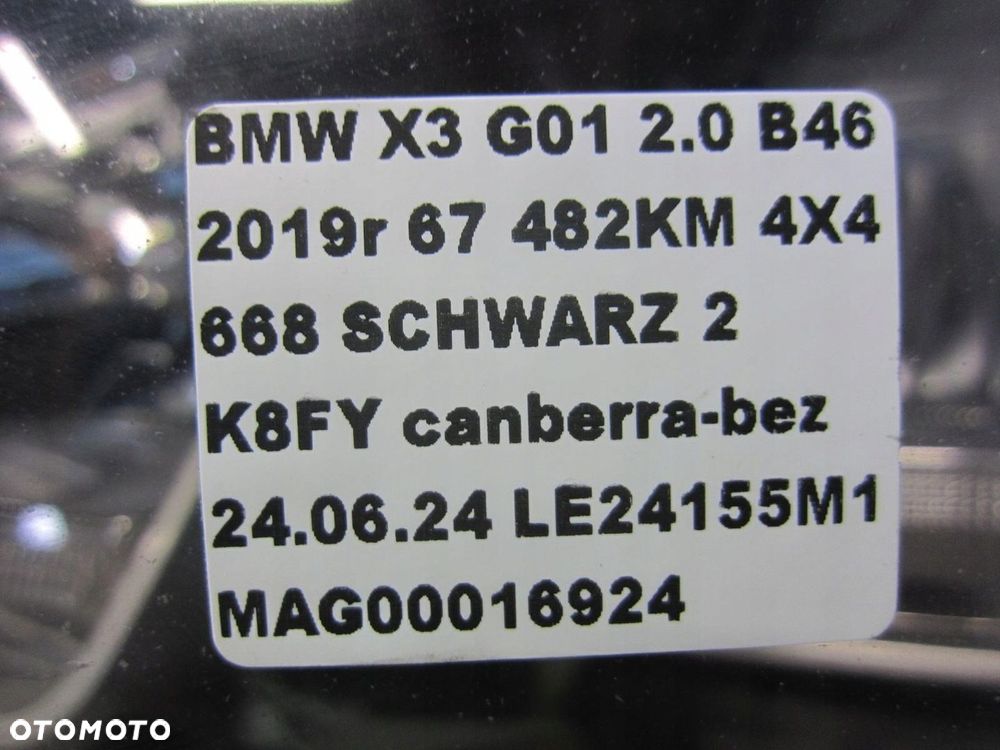 BMW X3 G01 2.0 B46
2019r 67 482KM 4X4
668 SCHWARZ 2
K8FY canberra-bez
24.06.24 LE24155M1
MAG00016924
OTOMOTO